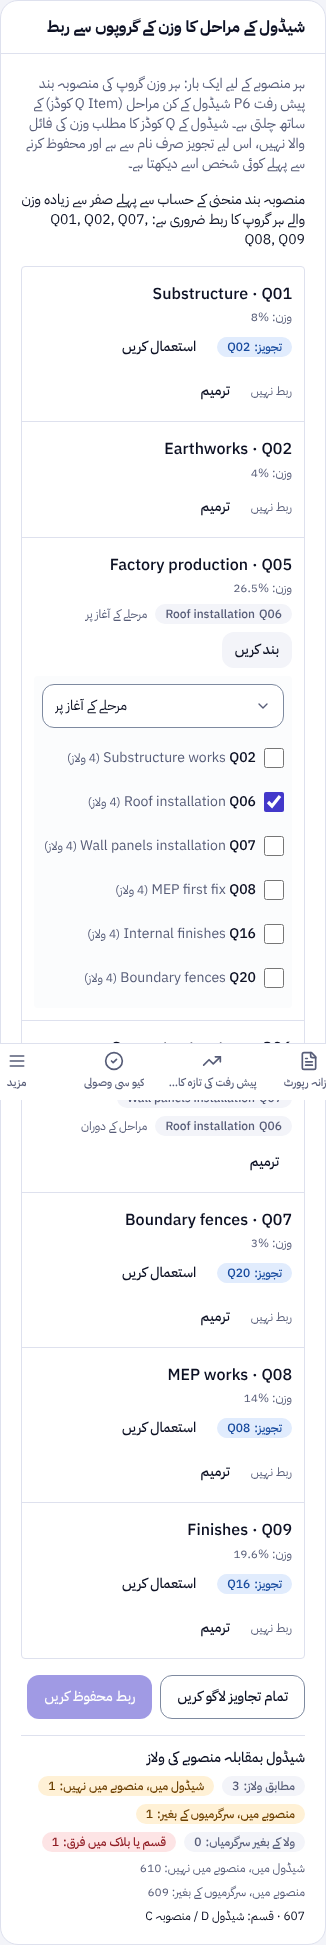 شیڈول کے مراحل کا وزن کے گروپوں سے ربط
ہر منصوبے کے لیے ایک بار: ہر وزن گروپ کی منصوبہ بند
پیش رفت P6 شیڈول کے کن مراحل (Q Item کوڈز) کے
ساتھ چلتی ہے۔ شیڈول کے Q کوڈز کا مطلب وزن کی فائل
والا نہیں، اس لیے تجویز صرف نام سے ہے اور محفوظ کرنے
سے پہلے کوئی شخص اسے دیکھتا ہے۔
منصوبہ بند منحنی کے حساب سے پہلے صفر سے زیادہ وزن
والے ہر گروپ کا ربط ضروری ہے: Q01, Q02, Q07,
Q08, Q09
Substructure · Q01
وزن: 8%
تجویز: Q02 استعمال کریں
ربط نہیں ترمیم
Earthworks · Q02
وزن: 4%
ربط نہیں ترمیم
Factory production · Q05
وزن: 26.5%
Roof installation Q06 مرحلے کے آغاز پر
بند کریں
مرحلے کے آغاز پر
Q02 Substructure works (4 ولاز)
Q06 Roof installation (4 ولاز)
Q07 Wall panels installation (4 ولاز)
Q08 MEP first fix (4 ولاز)
Q16 Internal finishes (4 ولاز)
Q20 Boundary fences (4 ولاز)
پیش رفت کی تازہ کا...
کیو سی وصولی
مزید
Wall panels installation Q07
Roof installation Q06 مراحل کے دوران
ترمیم
Boundary fences · Q07
وزن: 3%
تجویز: Q20 استعمال کریں
ربط نہیں ترمیم
MEP works · Q08
وزن: 14%
تجویز: Q08 استعمال کریں
ربط نہیں ترمیم
Finishes · Q09
وزن: 19.6%
تجویز: Q16 استعمال کریں
ربط نہیں ترمیم
تمام تجاویز لاگو کریں ربط محفوظ کریں
شیڈول بمقابلہ منصوبے کی ولاز
مطابق ولاز: 3 شیڈول میں، منصوبے میں نہیں: 1
منصوبے میں، سرگرمیوں کے بغیر: 1
ولا کے بغیر سرگرمیاں: 0 قسم یا بلاک میں فرق: 1
شیڈول میں، منصوبے میں نہیں: 610
منصوبے میں، سرگرمیوں کے بغیر: 609
607 · قسم: شیڈول D / منصوبہ C